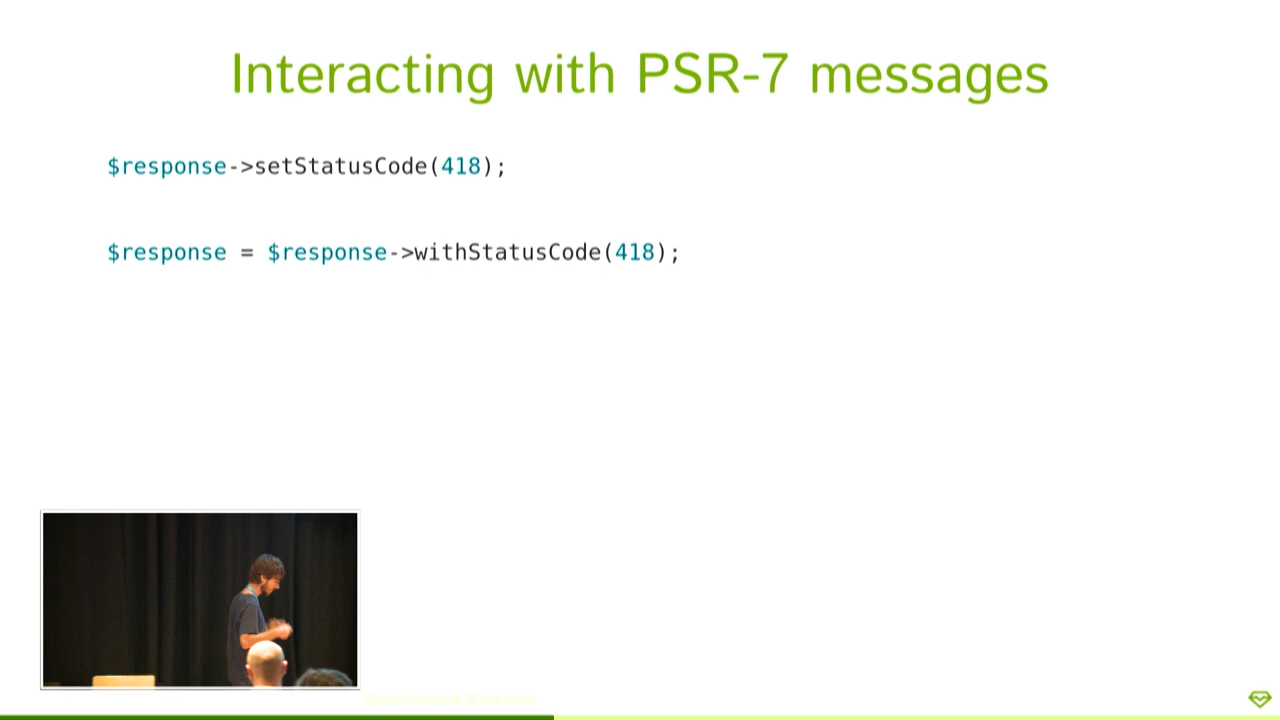 Interacting with PSR-7 messages
$response->setStatusCode(418);
$response = $response->withStatusCode(418);